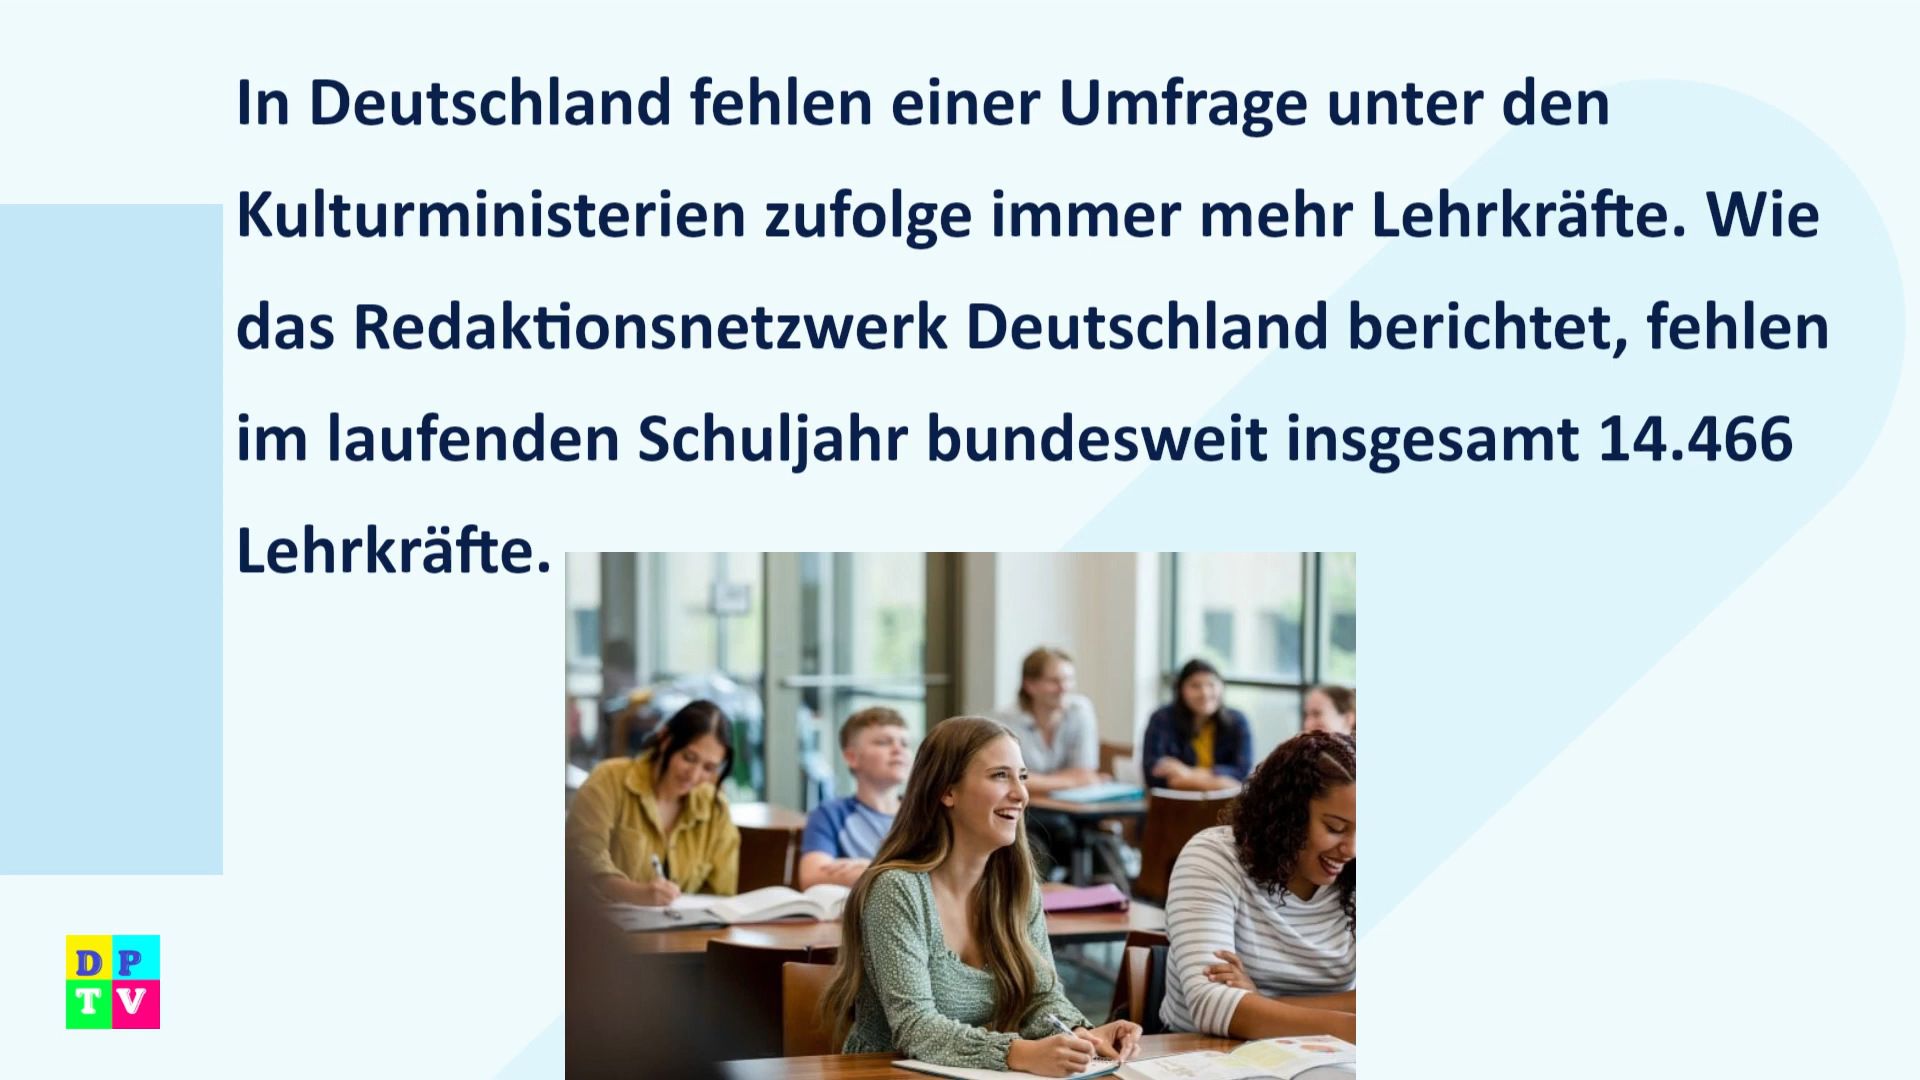 In Deutschland fehlen einer Umfrage unter den
Kulturministerien zufolge immer mehr Lehrkräfte. Wie
das Redaktionsnetzwerk Deutschland berichtet, fehlen
im laufenden Schuljahr bundesweit insgesamt 14.466
Lehrkräfte.
D P
T V